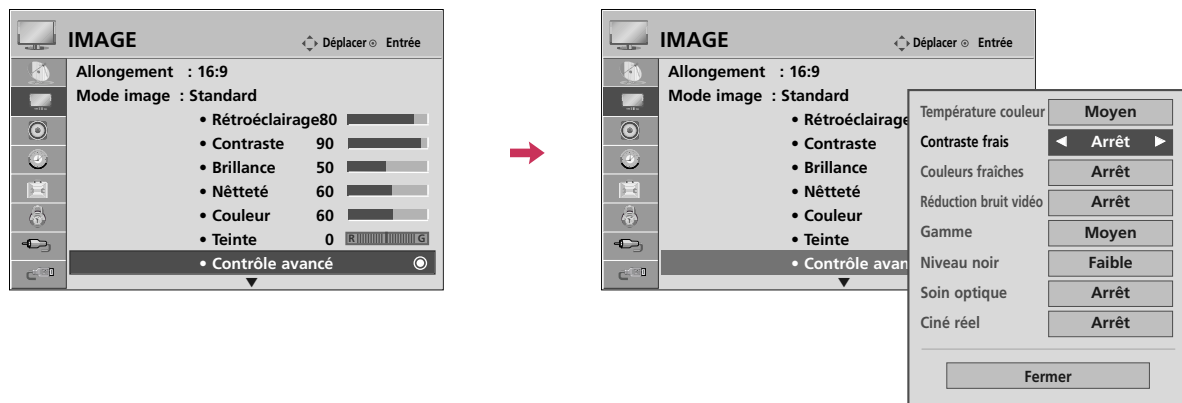 IMAGE
Déplacer Entrée
Allongement : 16:9
Mode image : Standard
• Rétroéclairage80
• Contraste 90
• Brillance 50
• Nêtteté 60
• Couleur 60
• Teinte 0 R G
• Contrôle avancé
IMAGE
Déplacer Entrée
Allongement : 16:9
Mode image : Standard
• Rétroéclairage
• Contraste
• Brillance
• Nêtteté
• Couleur
• Teinte
• Contrôle avan
Température couleur Moyen
Contraste frais Arrêt
Couleurs fraîches Arrêt
Réduction bruit vidéo Arrêt
Gamme Moyen
Niveau noir Faible
Soin optique Arrêt
Ciné réel Arrêt
Fermer